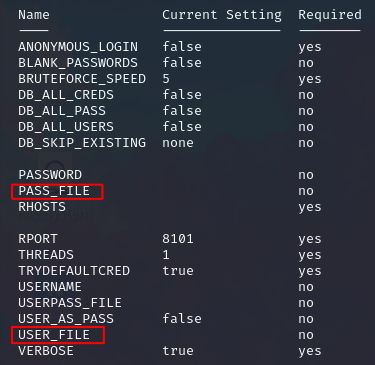 Name Current Setting Required
ANONYMOUS_LOGIN false yes
BLANK_PASSWORDS false no
BRUTEFORCE_SPEED 5 yes
DB_ALL_CREDS false no
DB_ALL_PASS false no
DB_ALL_USERS false no
DB_SKIP_EXISTING none no
PASSWORD no
PASS_FILE no
RHOSTS yes
RPORT 8101 yes
THREADS 1 yes
TRYDEFAULTCRED true yes
USERNAME no
USERPASS_FILE no
USER_AS_PASS false no
USER_FILE no
VERBOSE true yes